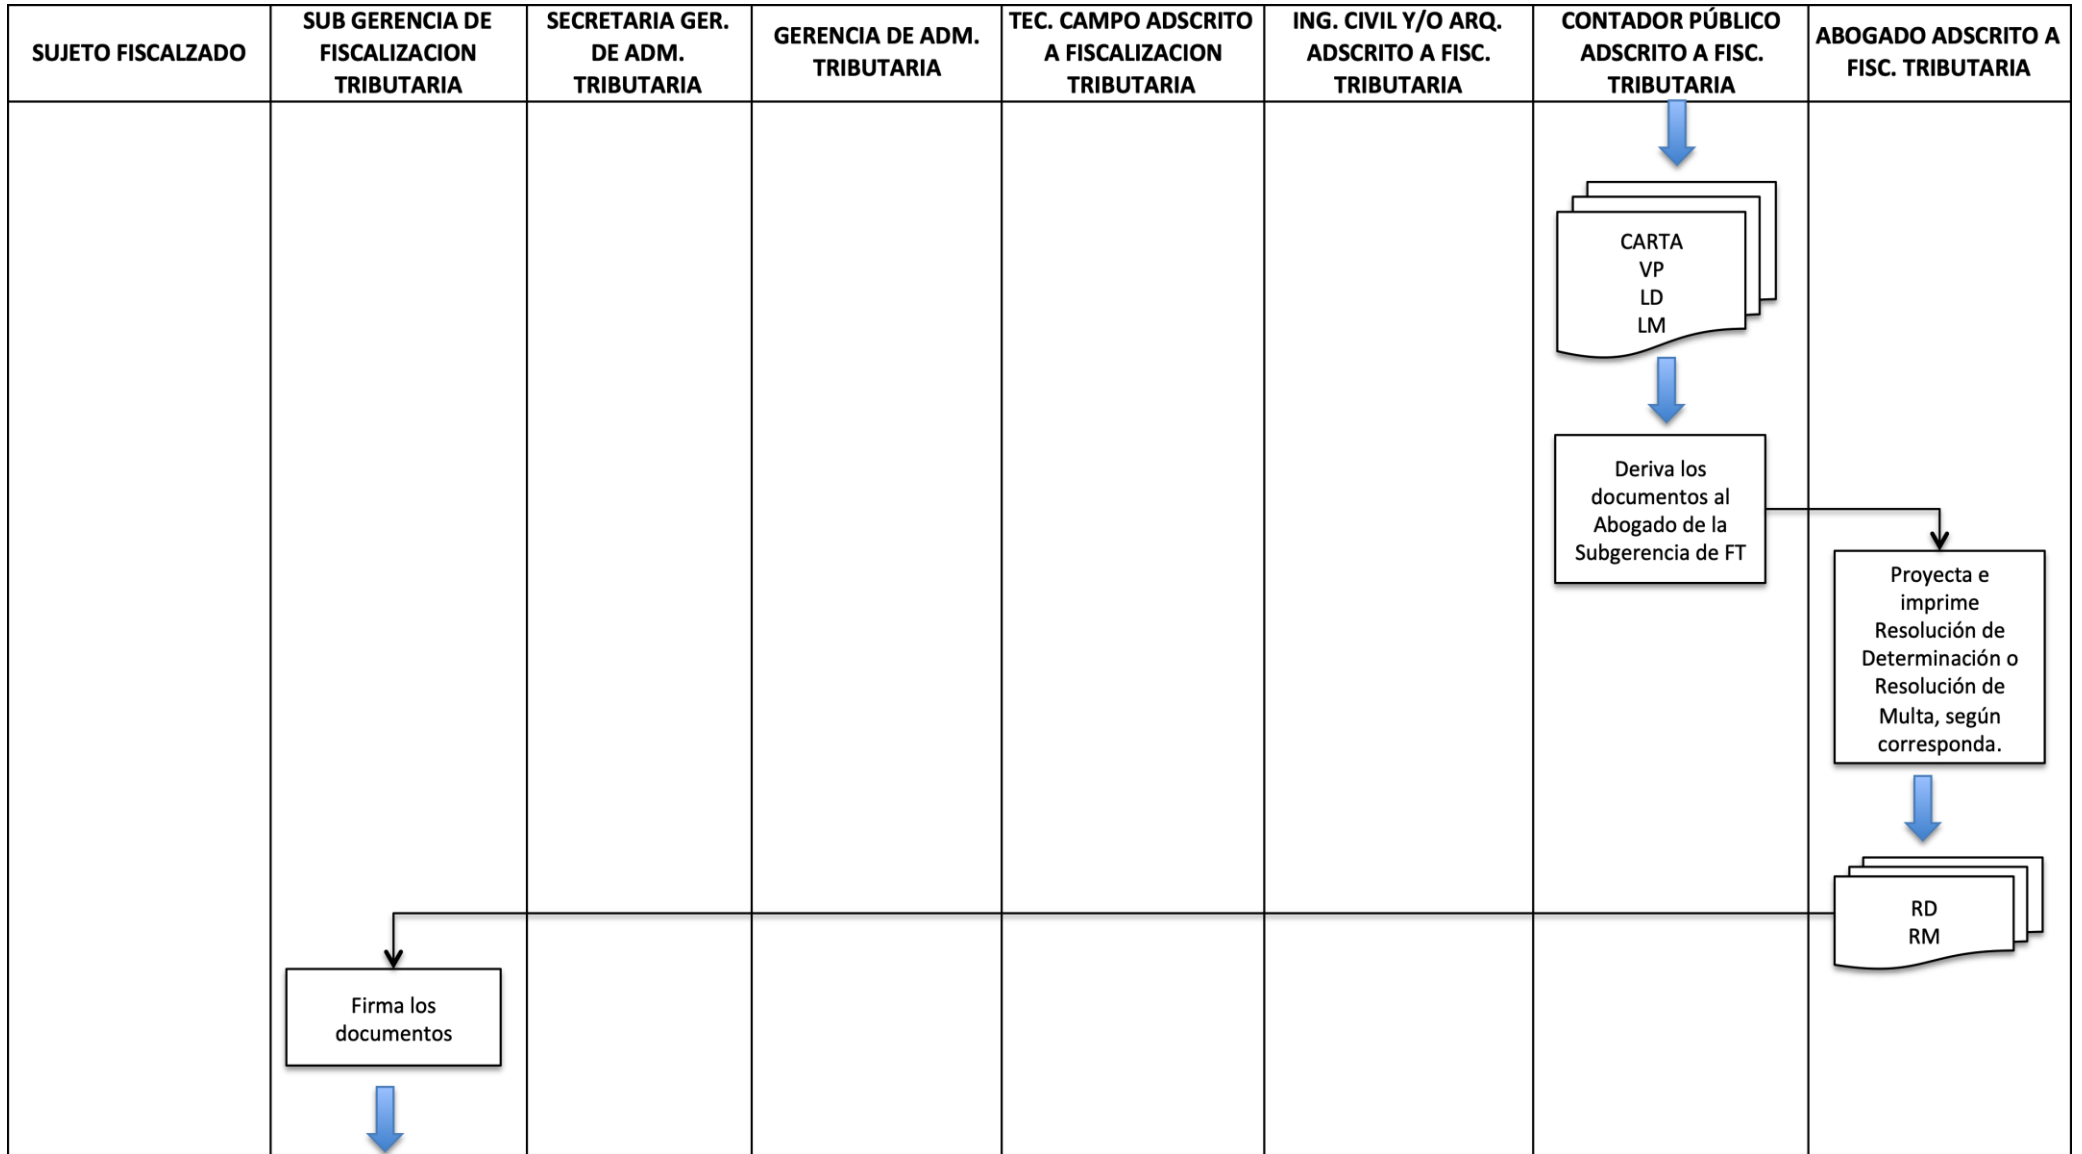 SUJETO FISCALZADO
SUB GERENCIA DE
FISCALIZACION
TRIBUTARIA
SECRETARIA GER.
DE ADM.
TRIBUTARIA
GERENCIA DE ADM.
TRIBUTARIA
TEC. CAMPO ADSCRITO
A FISCALIZACION
TRIBUTARIA
ING. CIVIL Y/O ARQ.
ADSCRITO A FISC.
TRIBUTARIA
CONTADOR PÚBLICO
ADSCRITO A FISC.
TRIBUTARIA
ABOGADO ADSCRITO A
FISC. TRIBUTARIA
CARTA
VP
LD
LM
Deriva los
documentos al
Abogado de la
Subgerencia de FT
Proyecta e
imprime
Resolución de
Determinación o
Resolución de
Multa, según
corresponda.
RD
RM
Firma los
documentos